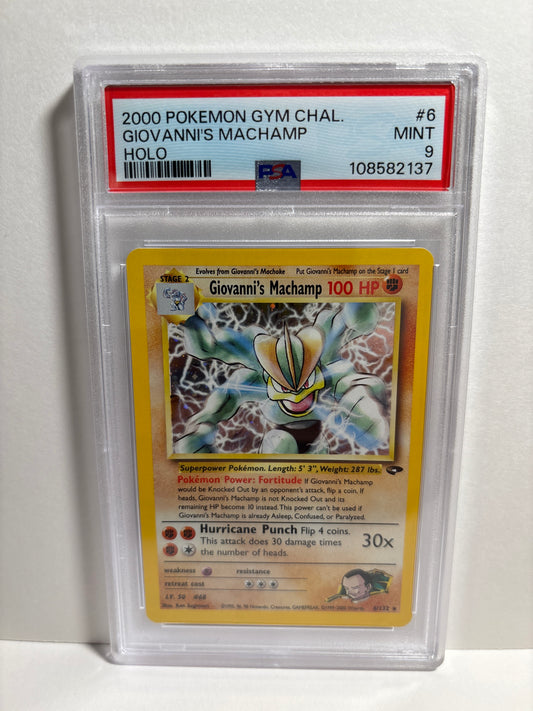 2000 POKEMON GYM CHAL. #6
GIOVANNI'S MACHAMP MINT
HOLO 9
PSA 108582137
STAGE 2
Evolves from Giovanni's Machoke Put Giovanni's Machamp on the Stage 1 card
Giovanni's Machamp 100 HP
Superpower Pokémon. Length: 5' 3", Weight: 287 lbs.
Pokémon Power: Fortitude If Giovanni's Machamp
would be Knocked Out by an opponent's attack, flip a coin. If
heads, Giovanni's Machamp is not Knocked Out and its
remaining HP become 10 instead. This power can't be used if
Giovanni's Machamp is already Asleep, Confused, or Paralyzed.
Hurricane Punch Flip 4 coins.
This attack does 30 damage times
the number of heads.
30x
weakness resistance
retreat cost
LV. 50 #68
Illus. Ken Sugimori
6/132